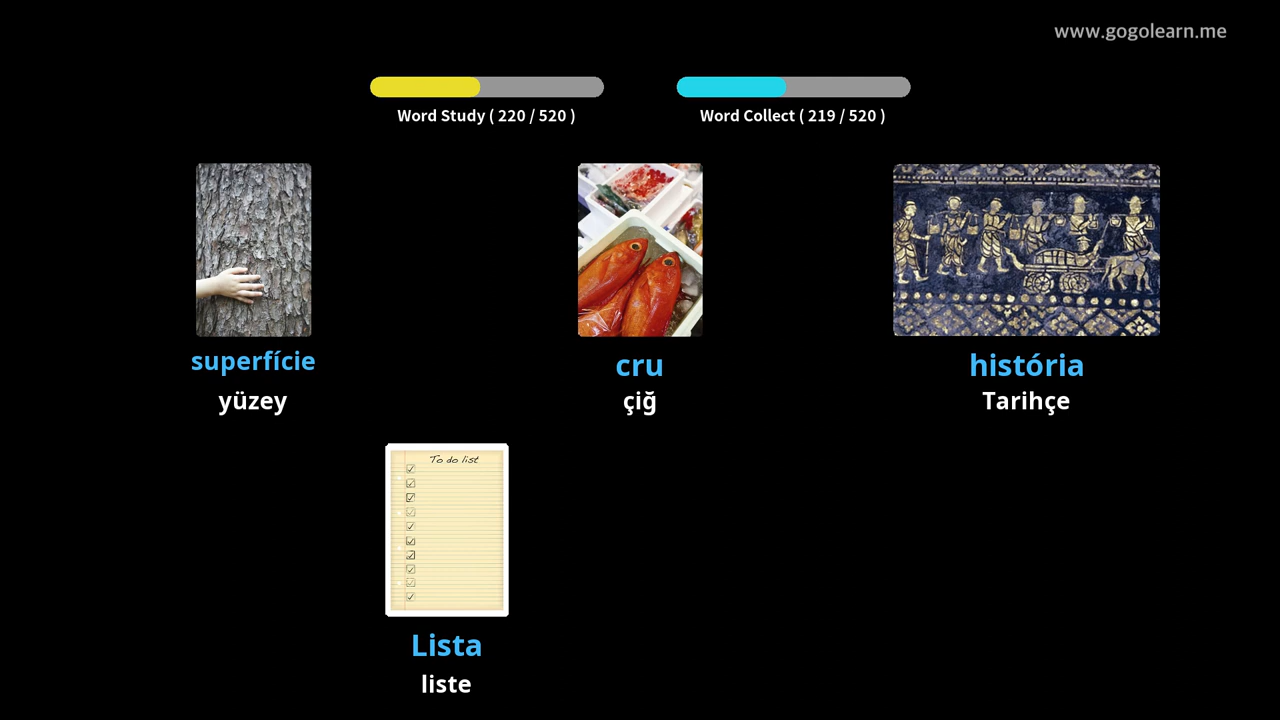 www.gogolearn.me
Word Study ( 220 / 520 )
Word Collect ( 219 / 520 )
superfície
cru
história
yüzey
çiğ
Tarihçe
To do list
Lista
liste